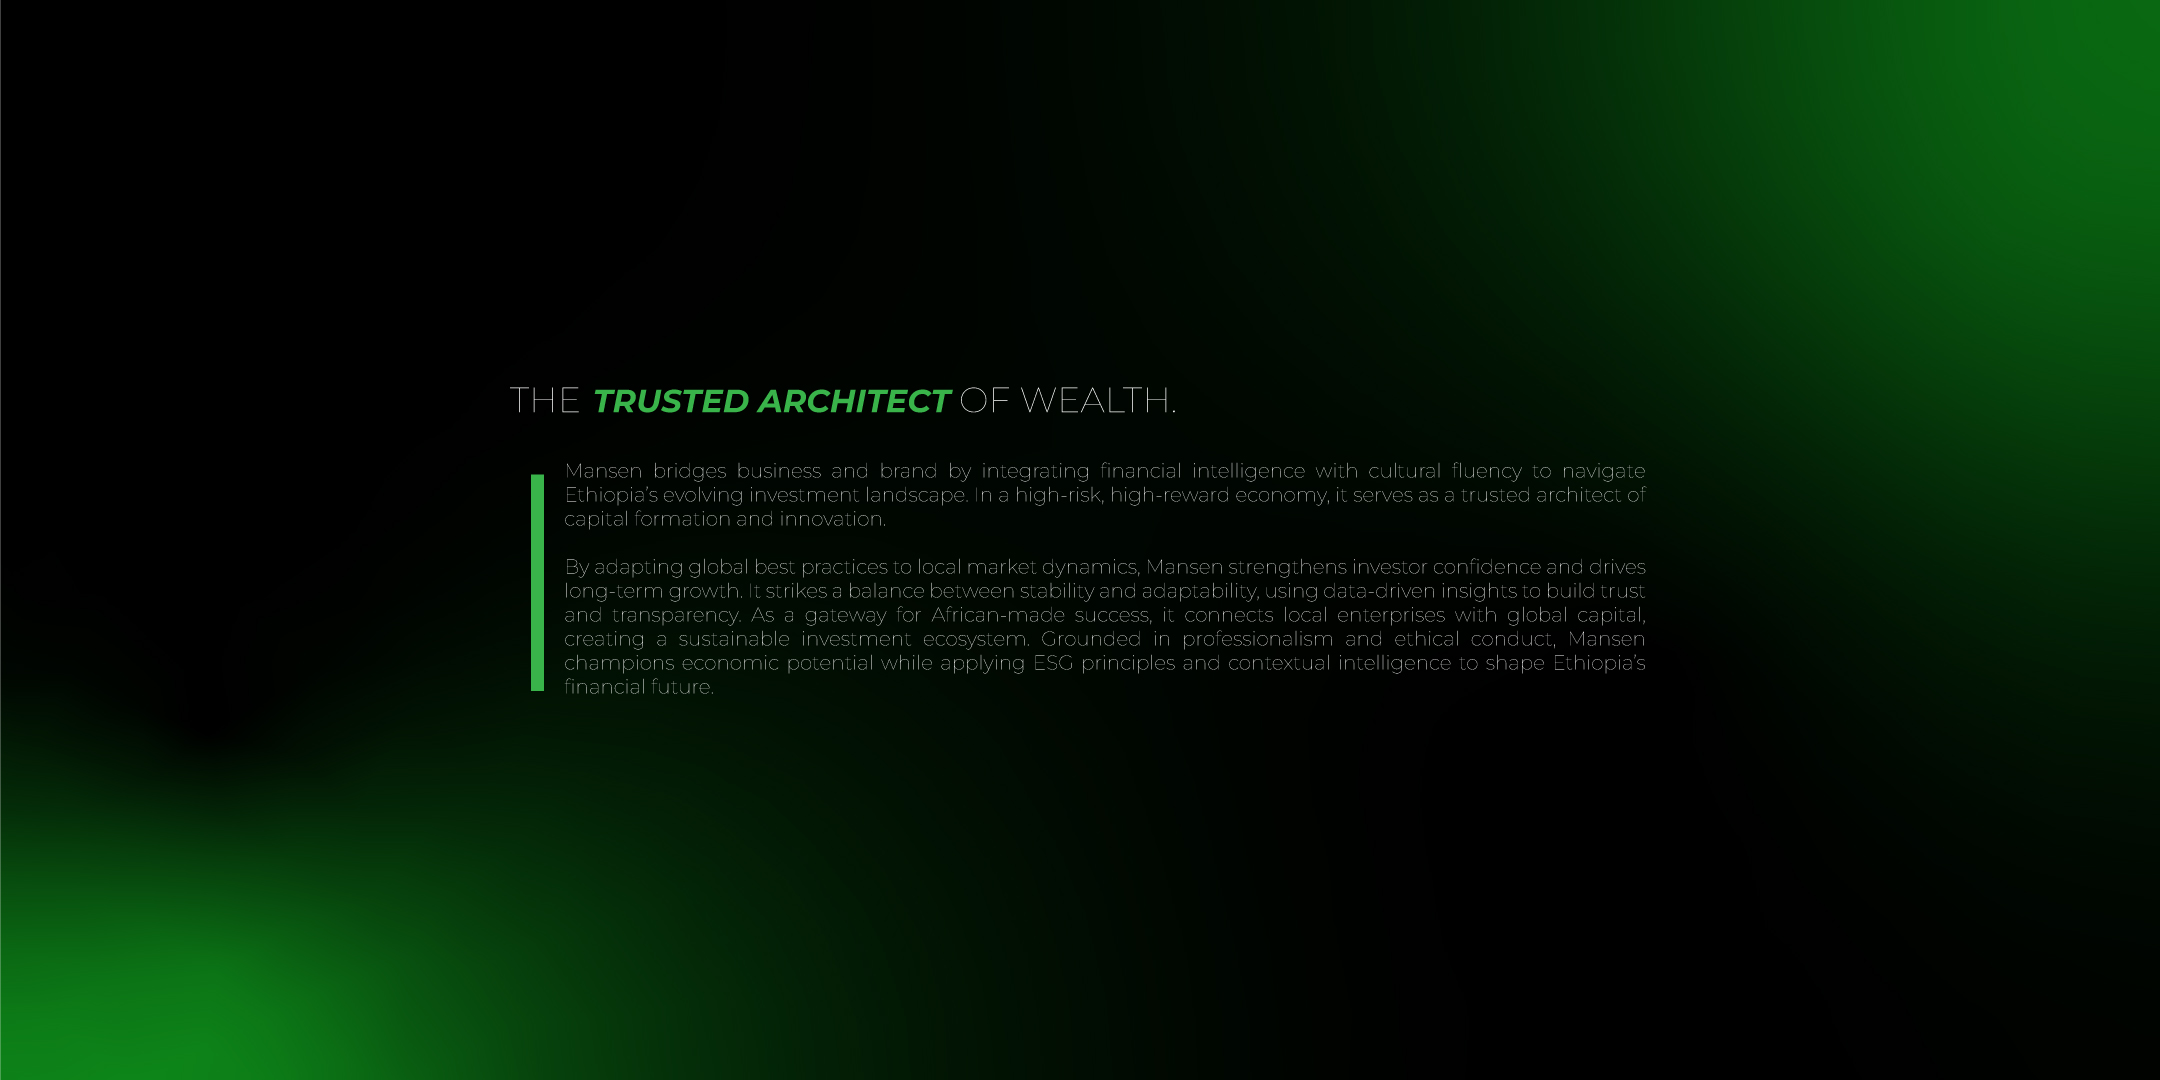 THE TRUSTED ARCHITECT OF WEALTH.
Mansen bridges business and brand by integrating financial intelligence with cultural fluency to navigate
Ethiopia’s evolving investment landscape. In a high-risk, high-reward economy, it serves as a trusted architect of
capital formation and innovation.
By adapting global best practices to local market dynamics, Mansen strengthens investor confidence and drives
long-term growth. It strikes a balance between stability and adaptability, using data-driven insights to build trust
and transparency. As a gateway for African-made success, it connects local enterprises with global capital,
creating a sustainable investment ecosystem. Grounded in professionalism and ethical conduct, Mansen
champions economic potential while applying ESG principles and contextual intelligence to shape Ethiopia’s
financial future.